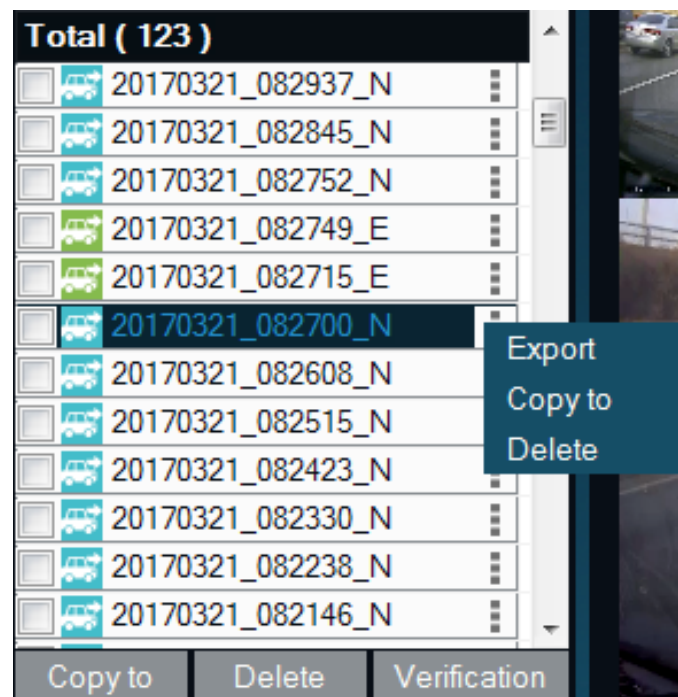 Total ( 123 )
20170321_082937_N
20170321_082845_N
20170321_082752_N
20170321_082749_E
20170321_082715_E
20170321_082700_N
Export
20170321_082608_N
Copy to
20170321_082515_N
Delete
20170321_082423_N
20170321_082330_N
20170321_082238_N
20170321_082146_N
Copy to Delete Verification